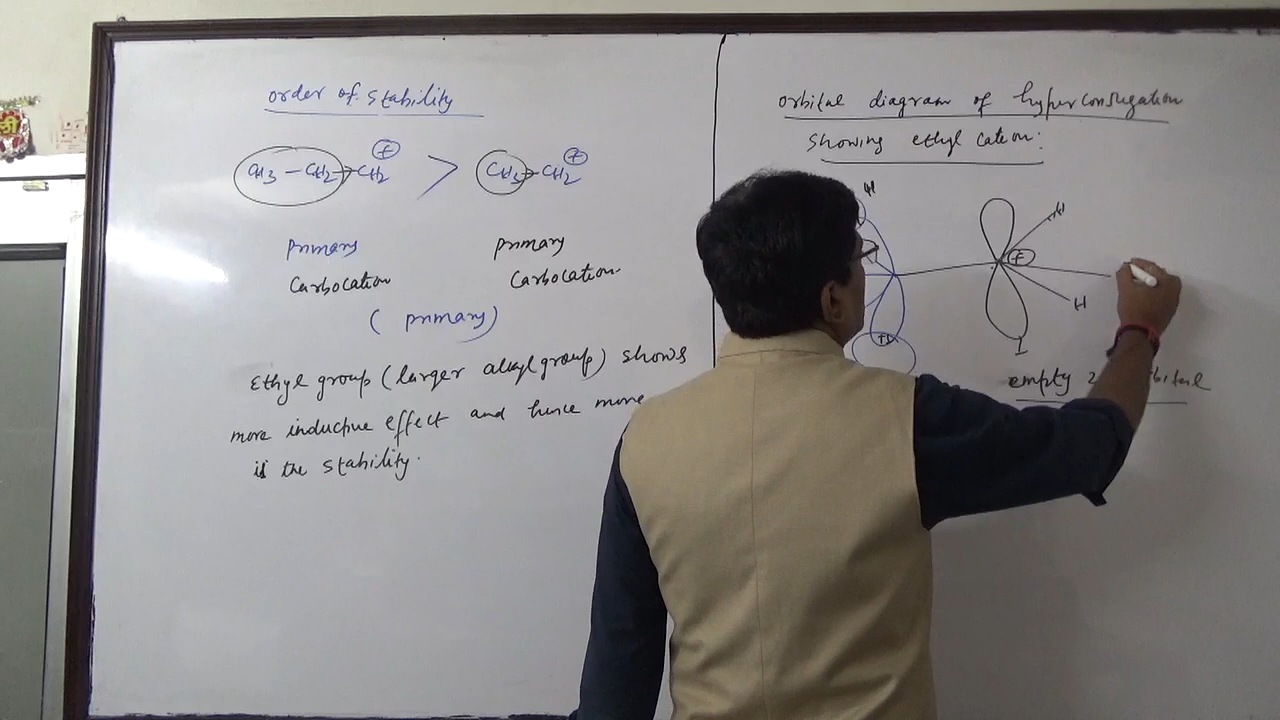 order of stability
CH3 – CH2 → CH2 ⊕ > CH3 → CH2 ⊕
primary primary
Carbocation Carbocation
( primary )
Ethyl group (larger alkyl group) shows
more inductive effect and hence more
is the stability.
orbital diagram of hyperconjugation
showing ethyl cation:
H H
+
H
H
I
empty